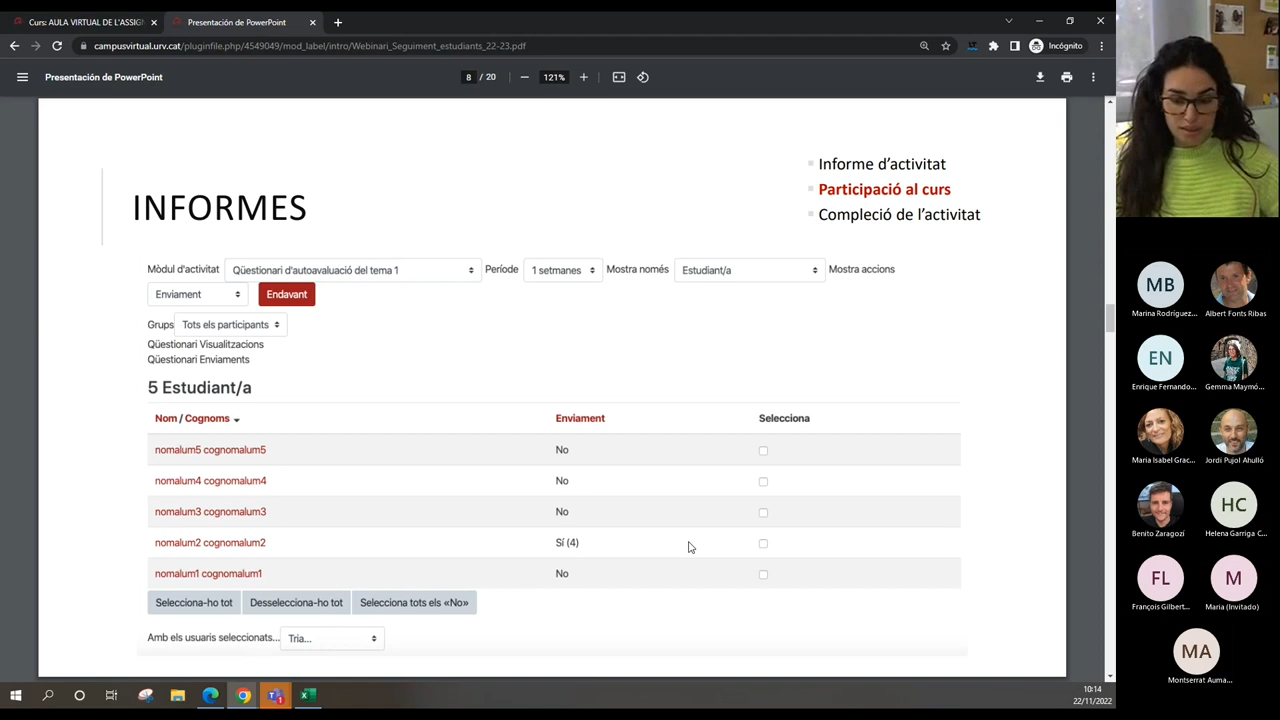 Curs: AULA VIRTUAL DE L'ASSIGN
Presentación de PowerPoint
campusvirtual.urv.cat/pluginfile.php/4549049/mod_label/intro/Webinari_Seguiment_estudiants_22-23.pdf
Incógnito
Presentación de PowerPoint
8 / 20
121%
Informe d'activitat
Participació al curs
Compleció de l'activitat
INFORMES
Mòdul d'activitat Qüestionari d'autoavaluació del tema 1 Període 1 setmanes Mostra només Estudiant/a Mostra accions
Enviament Endavant
Grups Tots els participants
Qüestionari Visualitzacions
Qüestionari Enviaments
5 Estudiant/a
Nom / Cognoms Enviament Selecciona
nomalum5 cognomalum5 No
nomalum4 cognomalum4 No
nomalum3 cognomalum3 No
nomalum2 cognomalum2 Sí (4)
nomalum1 cognomalum1 No
Selecciona-ho tot Desselecciona-ho tot Selecciona tots els «No»
Amb els usuaris seleccionats... Tria...
MB
Marina Rodríguez... Albert Fonts Ribas
EN
Enrique Fernando... Gemma Maymó...
María Isabel Grac... Jordi Pujol Ahulló
HC
Benito Zaragozí Helena Garriga C...
FL M
François Gilbert... Maria (Invitado)
MA
Montserrat Auma...
10:14
22/11/2022